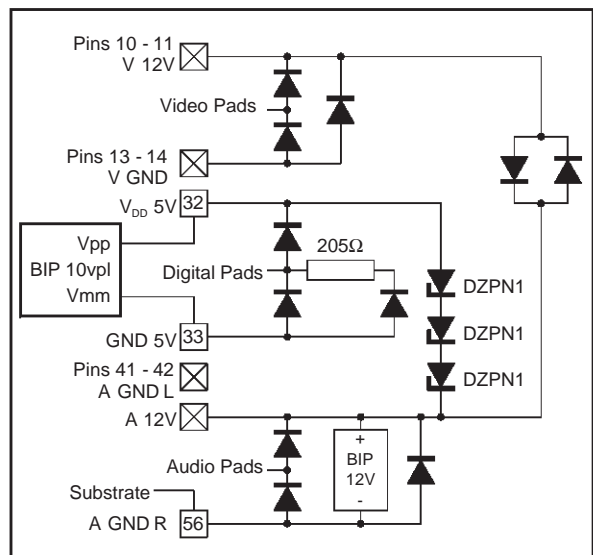 Pins 10 - 11
V 12V
Video Pads
Pins 13 - 14
V GND
VDD 5V
32
Vpp
BIP 10vpl
Vmm
205Ω
Digital Pads
DZPN1
DZPN1
DZPN1
GND 5V
33
Pins 41 - 42
A GND L
A 12V
Audio Pads
+
BIP
12V
-
Substrate
A GND R
56